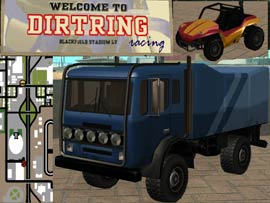 WELCOME TO
DIRTRING
BLACKFIELD STADIUM LV
racing